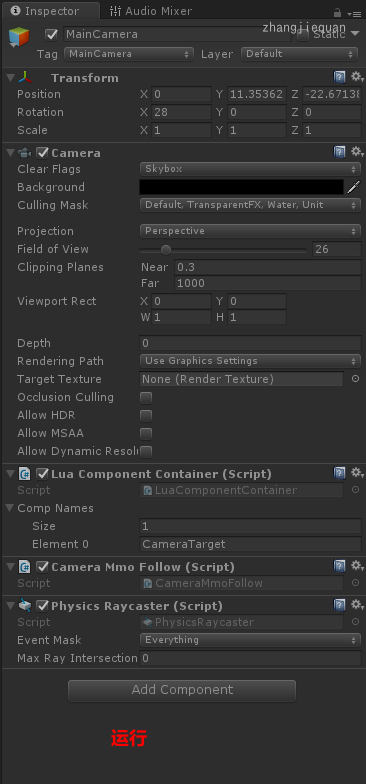 Inspector Audio Mixer
zhangjiequan
MainCamera Static
Tag MainCamera Layer Default
Transform
Position X 0 Y 11.35362 Z -22.67138
Rotation X 28 Y 0 Z 0
Scale X 1 Y 1 Z 1
Camera
Clear Flags Skybox
Background
Culling Mask Default, TransparentFX, Water, Unit
Projection Perspective
Field of View 26
Clipping Planes Near 0.3
Far 1000
Viewport Rect X 0 Y 0
W 1 H 1
Depth 0
Rendering Path Use Graphics Settings
Target Texture None (Render Texture)
Occlusion Culling
Allow HDR
Allow MSAA
Allow Dynamic Resolu
Lua Component Container (Script)
Script LuaComponentContainer
Comp Names
Size 1
Element 0 CameraTarget
Camera Mmo Follow (Script)
Script CameraMmoFollow
Physics Raycaster (Script)
Script PhysicsRaycaster
Event Mask Everything
Max Ray Intersection 0
Add Component
运行